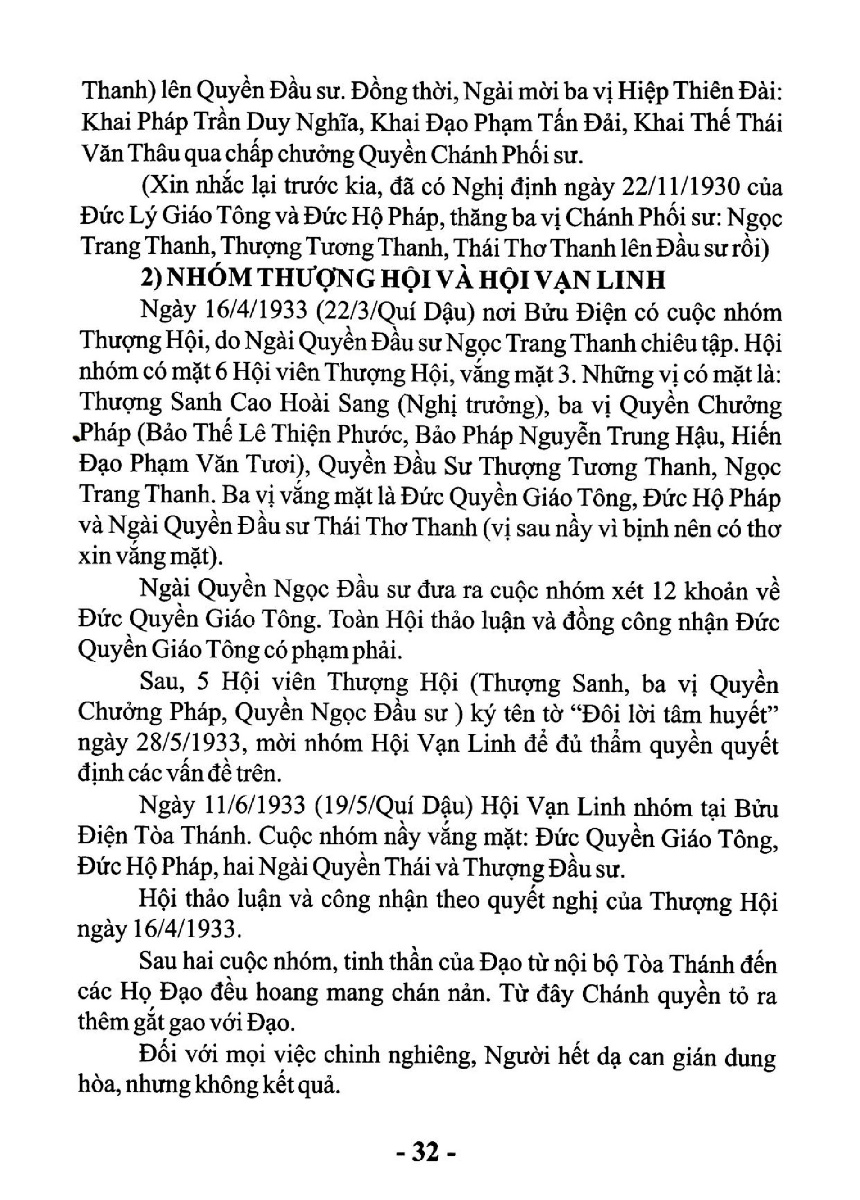 Thanh) lên Quyền Đầu sư. Đồng thời, Ngài mời ba vị Hiệp Thiên Đài:
Khai Pháp Trần Duy Nghĩa, Khai Đạo Phạm Tấn Đãi, Khai Thế Thái
Văn Thâu qua chấp chưởng Quyền Chánh Phối sư.
(Xin nhắc lại trước kia, đã có Nghị định ngày 22/11/1930 của
Đức Lý Giáo Tông và Đức Hộ Pháp, thăng ba vị Chánh Phối sư: Ngọc
Trang Thanh, Thượng Tương Thanh, Thái Thơ Thanh lên Đầu sư rồi)
2) NHÓM THƯỢNG HỘI VÀ HỘI VẠN LINH
Ngày 16/4/1933 (22/3/Quí Dậu) nơi Bửu Điện có cuộc nhóm
Thượng Hội, do Ngài Quyền Đầu sư Ngọc Trang Thanh chiêu tập. Hội
nhóm có mặt 6 Hội viên Thượng Hội, vắng mặt 3. Những vị có mặt là:
Thượng Sanh Cao Hoài Sang (Nghị trưởng), ba vị Quyền Chưởng
Pháp (Bảo Thế Lê Thiện Phước, Bảo Pháp Nguyễn Trung Hậu, Hiến
Đạo Phạm Văn Tươi), Quyền Đầu Sư Thượng Tương Thanh, Ngọc
Trang Thanh. Ba vị vắng mặt là Đức Quyền Giáo Tông, Đức Hộ Pháp
và Ngài Quyền Đầu sư Thái Thơ Thanh (vị sau nầy vì bịnh nên có thơ
xin vắng mặt).
Ngài Quyền Ngọc Đầu sư đưa ra cuộc nhóm xét 12 khoản về
Đức Quyền Giáo Tông. Toàn Hội thảo luận và đồng công nhận Đức
Quyền Giáo Tông có phạm phải.
Sau, 5 Hội viên Thượng Hội (Thượng Sanh, ba vị Quyền
Chưởng Pháp, Quyền Ngọc Đầu sư ) ký tên tờ “Đôi lời tâm huyết”
ngày 28/5/1933, mời nhóm Hội Vạn Linh để đủ thẩm quyền quyết
định các vấn đề trên.
Ngày 11/6/1933 (19/5/Quí Dậu) Hội Vạn Linh nhóm tại Bửu
Điện Tòa Thánh. Cuộc nhóm nầy vắng mặt: Đức Quyền Giáo Tông,
Đức Hộ Pháp, hai Ngài Quyền Thái và Thượng Đầu sư.
Hội thảo luận và công nhận theo quyết nghị của Thượng Hội
ngày 16/4/1933.
Sau hai cuộc nhóm, tinh thần của Đạo từ nội bộ Tòa Thánh đến
các Họ Đạo đều hoang mang chán nản. Từ đây Chánh quyền tỏ ra
thêm gắt gao với Đạo.
Đối với mọi việc chinh nghiêng, Người hết dạ can gián dung
hòa, nhưng không kết quả.
- 32 -